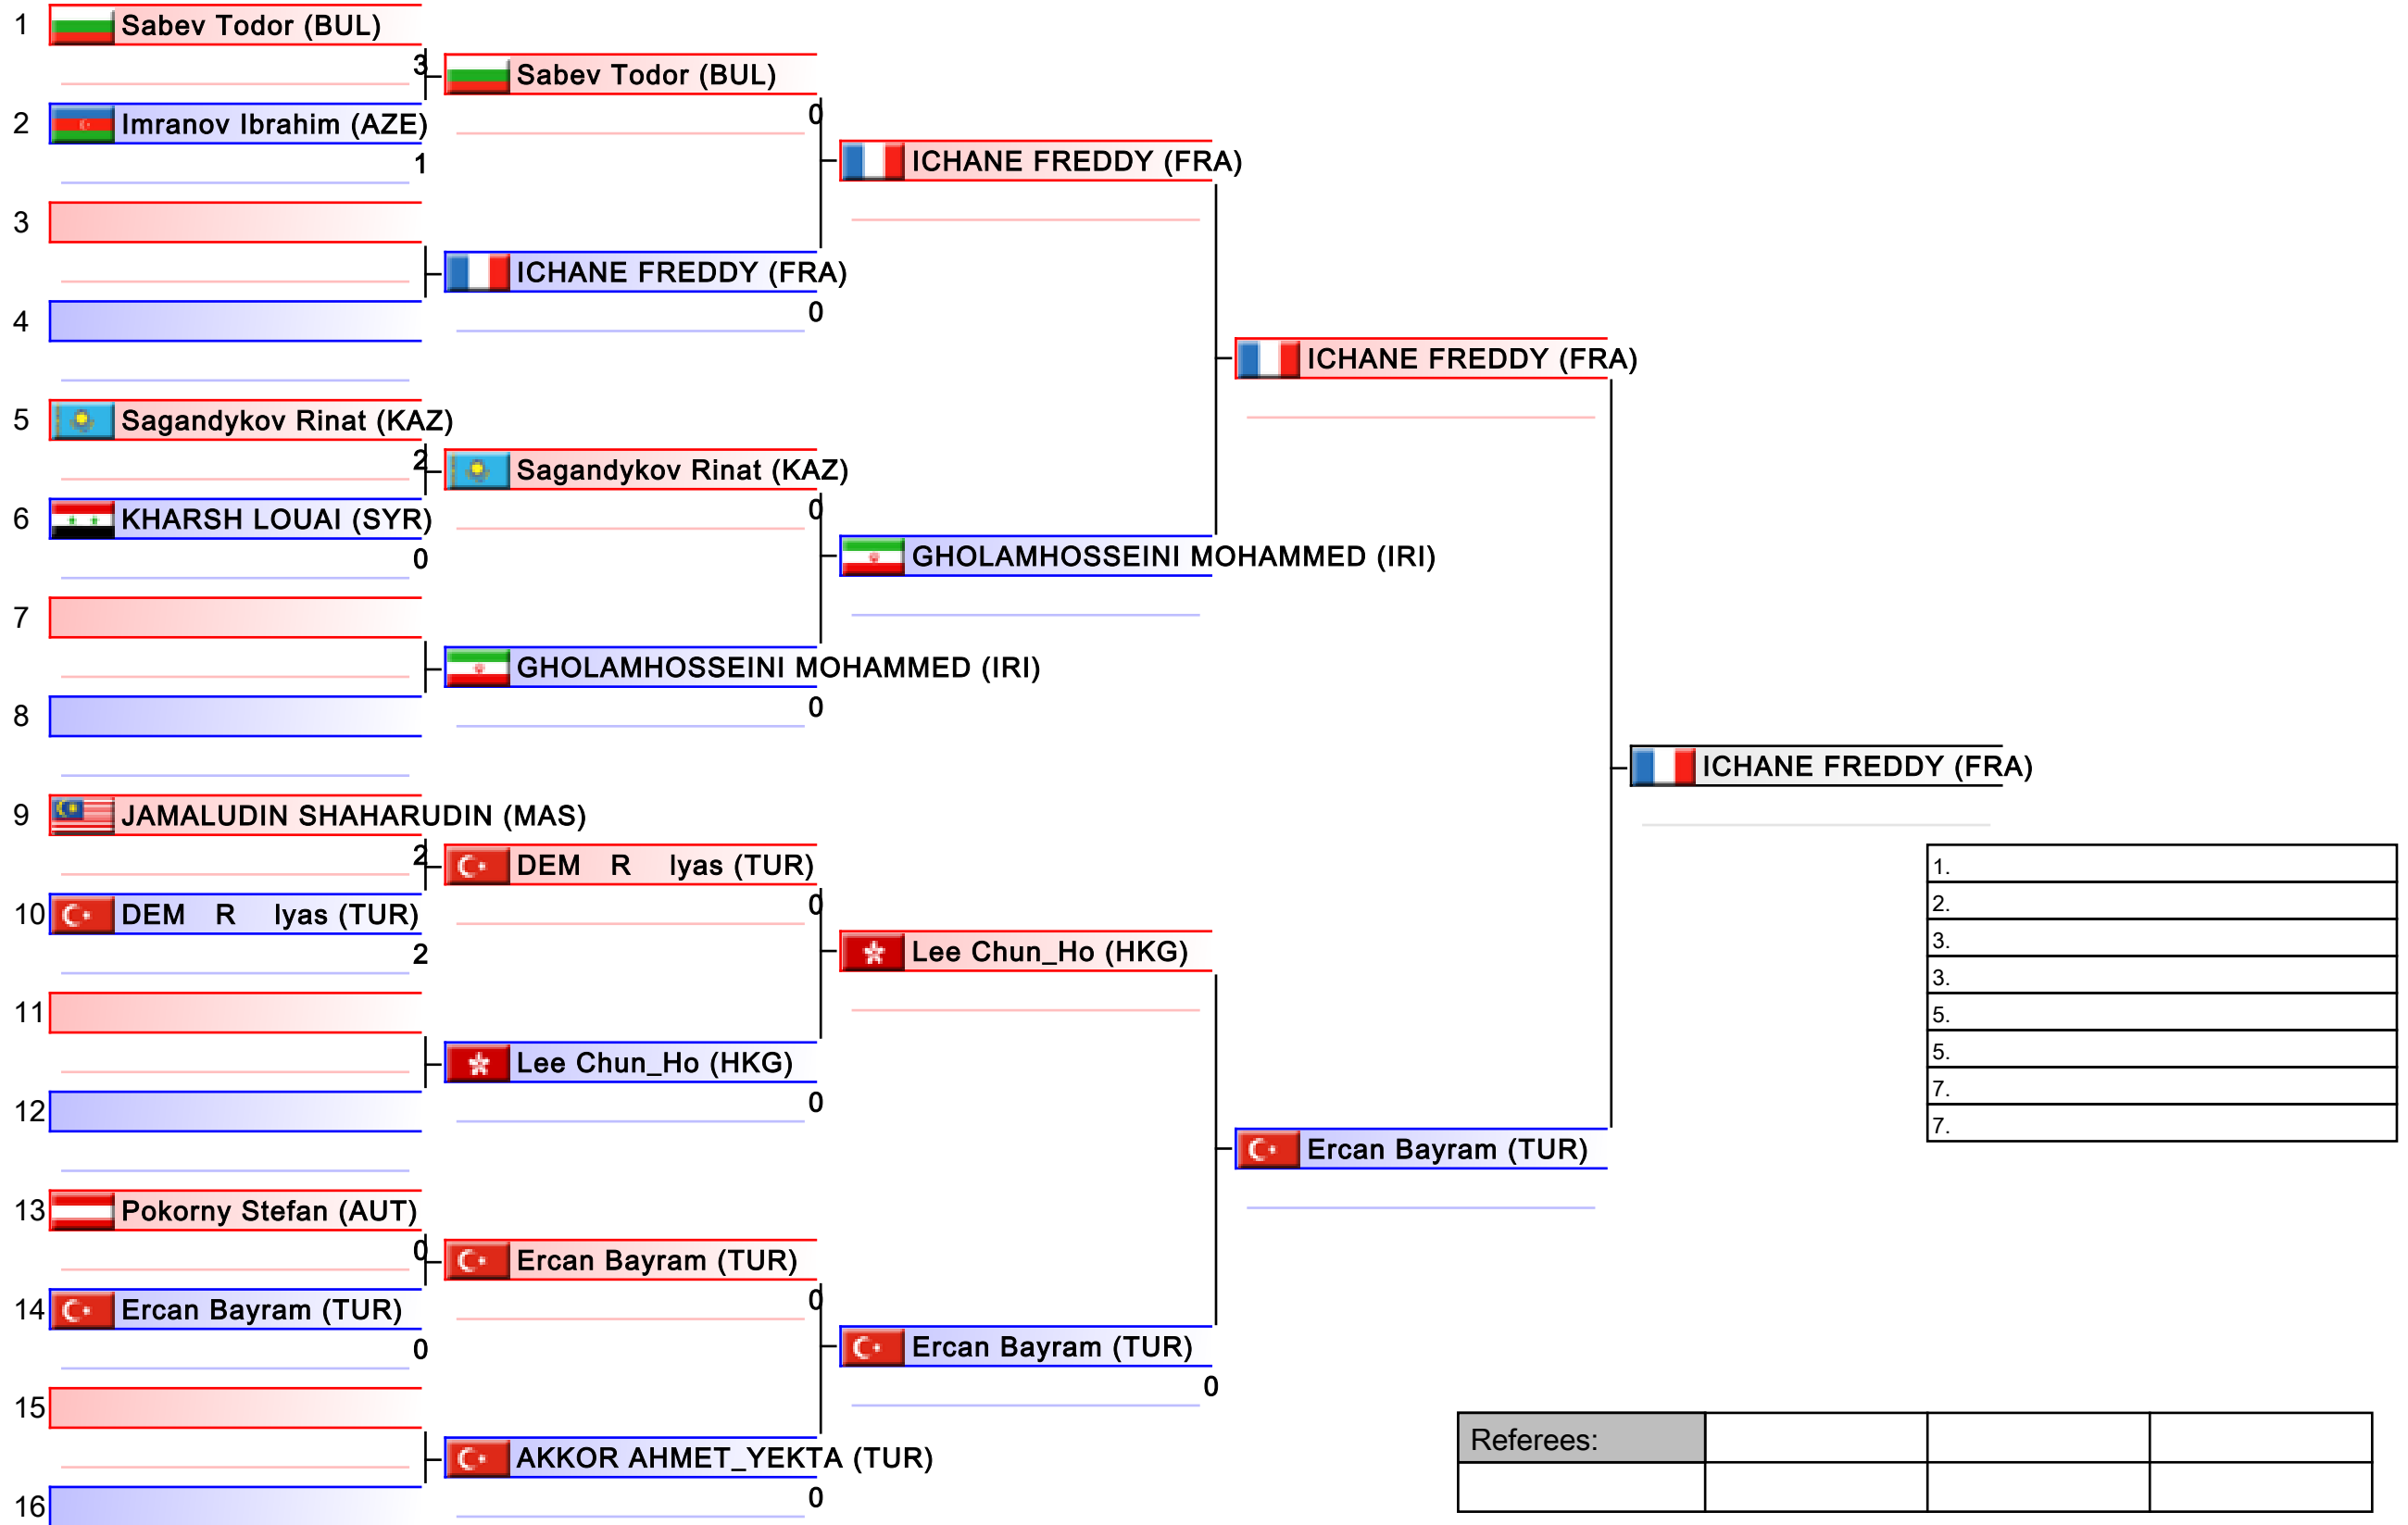 1 Sabev Todor (BUL)
3
Sabev Todor (BUL)
0
2 Imranov Ibrahim (AZE)
1
ICHANE FREDDY (FRA)
3
ICHANE FREDDY (FRA)
0
4
ICHANE FREDDY (FRA)
5 Sagandykov Rinat (KAZ)
2
Sagandykov Rinat (KAZ)
0
6 KHARSH LOUAI (SYR)
0
GHOLAMHOSSEINI MOHAMMED (IRI)
7
GHOLAMHOSSEINI MOHAMMED (IRI)
0
8
ICHANE FREDDY (FRA)
9 JAMALUDIN SHAHARUDIN (MAS)
2
DEM R lyas (TUR)
0
10 DEM R lyas (TUR)
2
Lee Chun_Ho (HKG)
11
Lee Chun_Ho (HKG)
0
12
Ercan Bayram (TUR)
13 Pokorny Stefan (AUT)
0
Ercan Bayram (TUR)
0
14 Ercan Bayram (TUR)
0
Ercan Bayram (TUR)
0
15
AKKOR AHMET_YEKTA (TUR)
0
16
1.
2.
3.
3.
5.
5.
7.
7.
Referees: